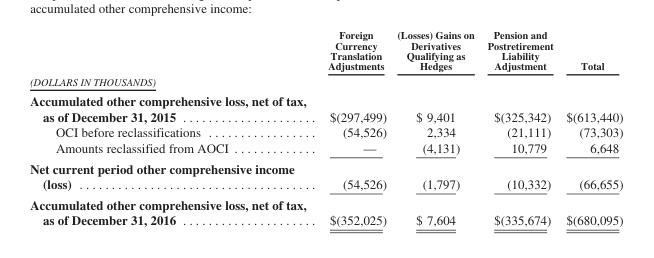 accumulated other comprehensive income:
Foreign (Losses) Gains on Pension and
Currency Derivatives Postretirement
Translation Qualifying as Liability
Adjustments Hedges Adjustment Total
(DOLLARS IN THOUSANDS)
Accumulated other comprehensive loss, net of tax,
as of December 31, 2015 ..................... $(297,499) $ 9,401 $(325,342) $(613,440)
OCI before reclassifications ................. (54,526) 2,334 (21,111) (73,303)
Amounts reclassified from AOCI ............. — (4,131) 10,779 6,648
Net current period other comprehensive income
(loss) .................................... (54,526) (1,797) (10,332) (66,655)
Accumulated other comprehensive loss, net of tax,
as of December 31, 2016 ..................... $(352,025) $ 7,604 $(335,674) $(680,095)